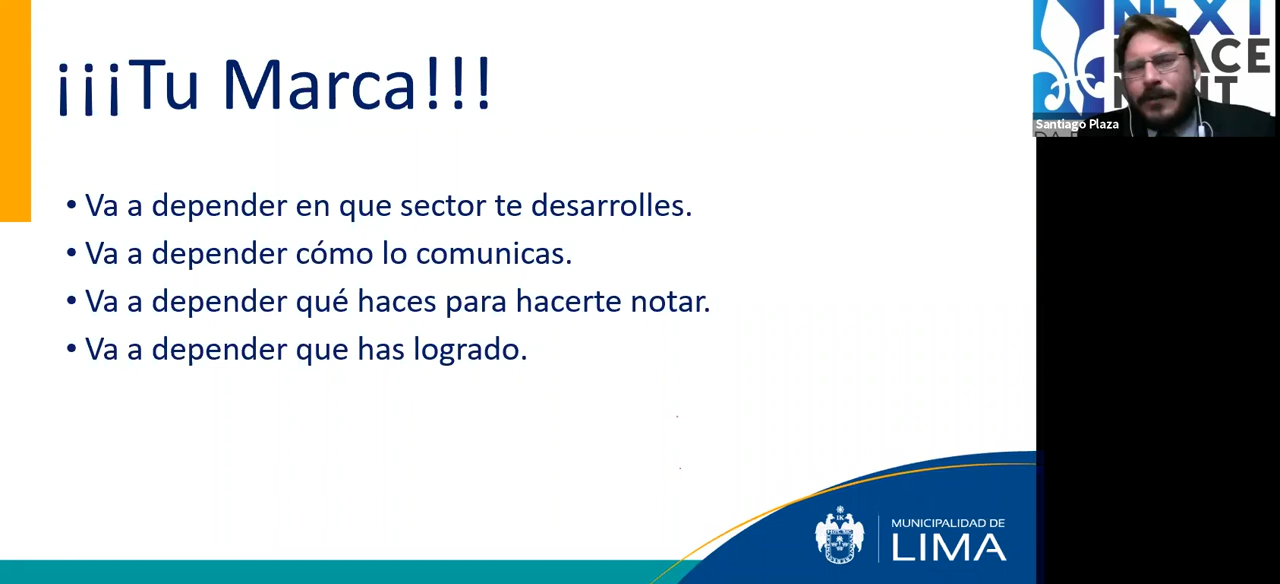 ¡¡¡Tu Marca!!!
• Va a depender en que sector te desarrolles.
• Va a depender cómo lo comunicas.
• Va a depender qué haces para hacerte notar.
• Va a depender que has logrado.
MUNICIPALIDAD DE
LIMA
NEXT
Santiago Plaza